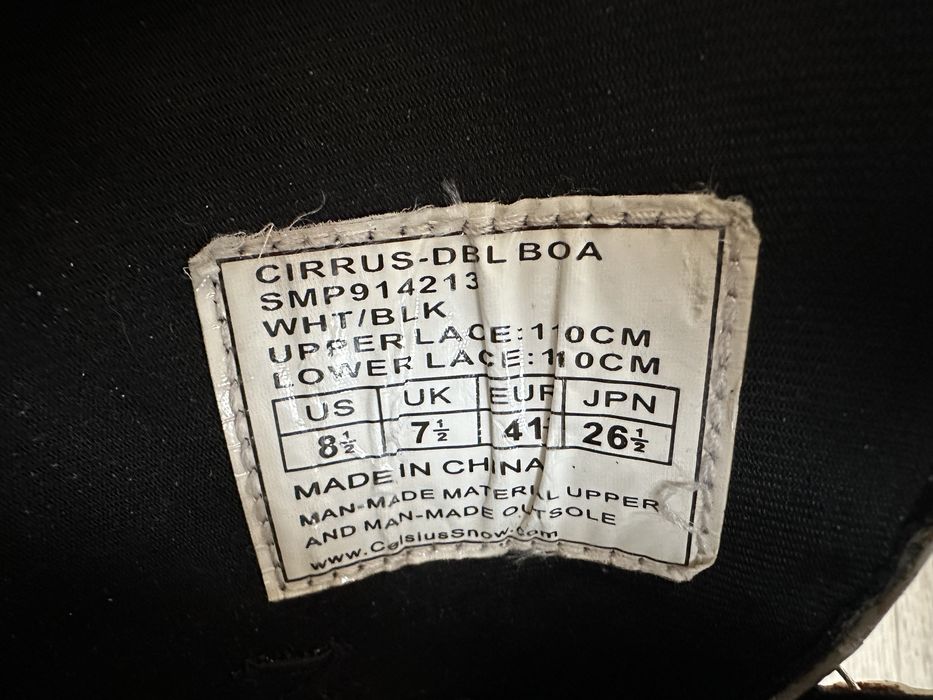 CIRRUS-DBL BOA
SMP914213
WHT/BLK
UPPER LACE:110CM
LOWER LACE:110CM
US UK EUR JPN
8½ 7½ 41 26½
MADE IN CHINA
MAN-MADE MATERIAL UPPER
AND MAN-MADE OUTSOLE
www.CelsiusSnow.com